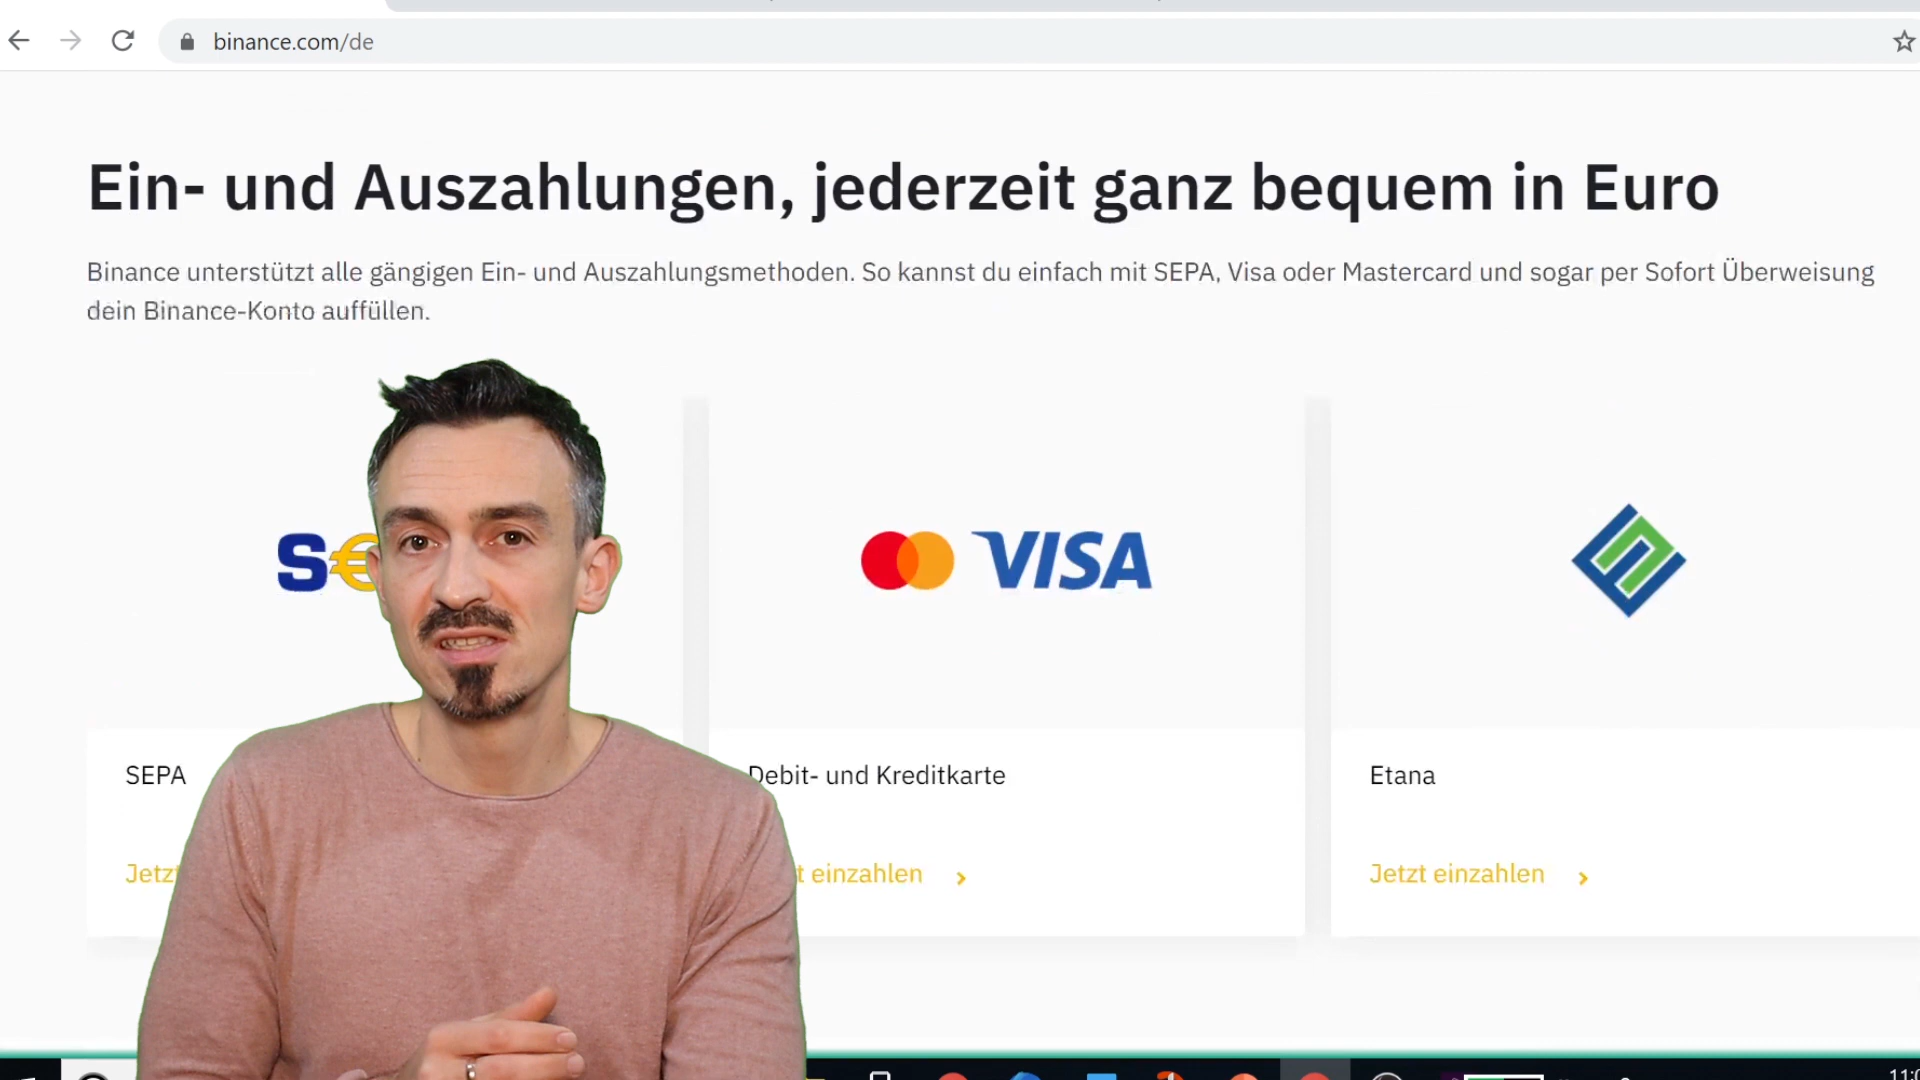 binance.com/de
Ein- und Auszahlungen, jederzeit ganz bequem in Euro
Binance unterstützt alle gängigen Ein- und Auszahlungsmethoden. So kannst du einfach mit SEPA, Visa oder Mastercard und sogar per Sofort Überweisung
dein Binance-Konto auffüllen.
S€
VISA
SEPA
Debit- und Kreditkarte
Etana
Jetzt
t einzahlen
Jetzt einzahlen